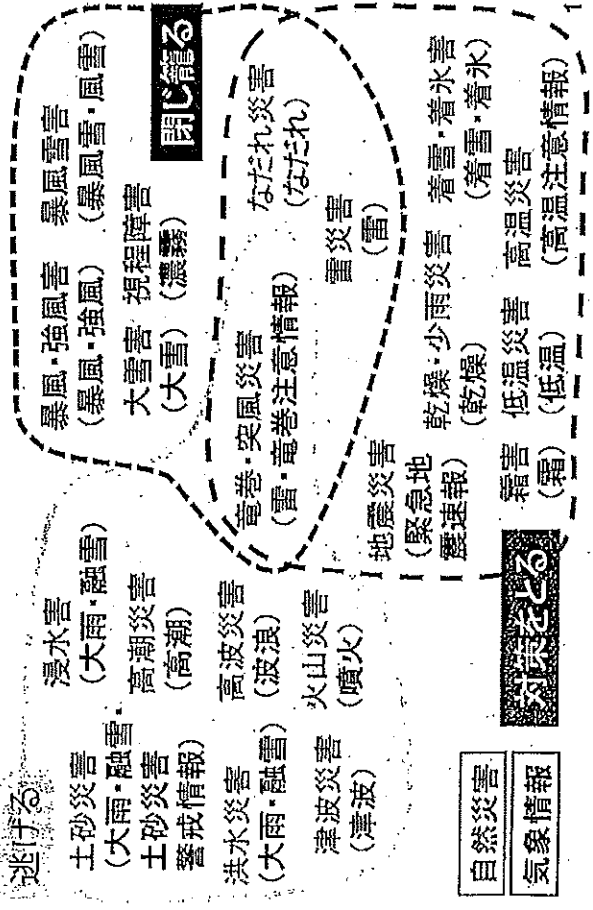 逃げる
土砂災害
(大雨・融雪・
土砂災害
警戒情報)
浸水害
(大雨・融雪)
高潮災害
(高潮)
洪水災害
(大雨・融雪)
高波災害
(波浪)
津波災害
(津波)
火山災害
(噴火)
暴風・強風害
(暴風・強風)
暴風雪害
(暴風雪・風雪)
大雪害
(大雪)
視程障害
(濃霧)
閉じ籠る
竜巻・突風災害
(雷・竜巻注意情報)
なだれ災害
(なだれ)
雷災害
(雷)
地震災害
(緊急地
震速報)
乾燥・少雨災害
(乾燥)
着雪・着氷害
(着雪・着氷)
霜害
(霜)
低温災害
(低温)
高温災害
(高温注意情報)
対策をとる
自然災害
気象情報
1